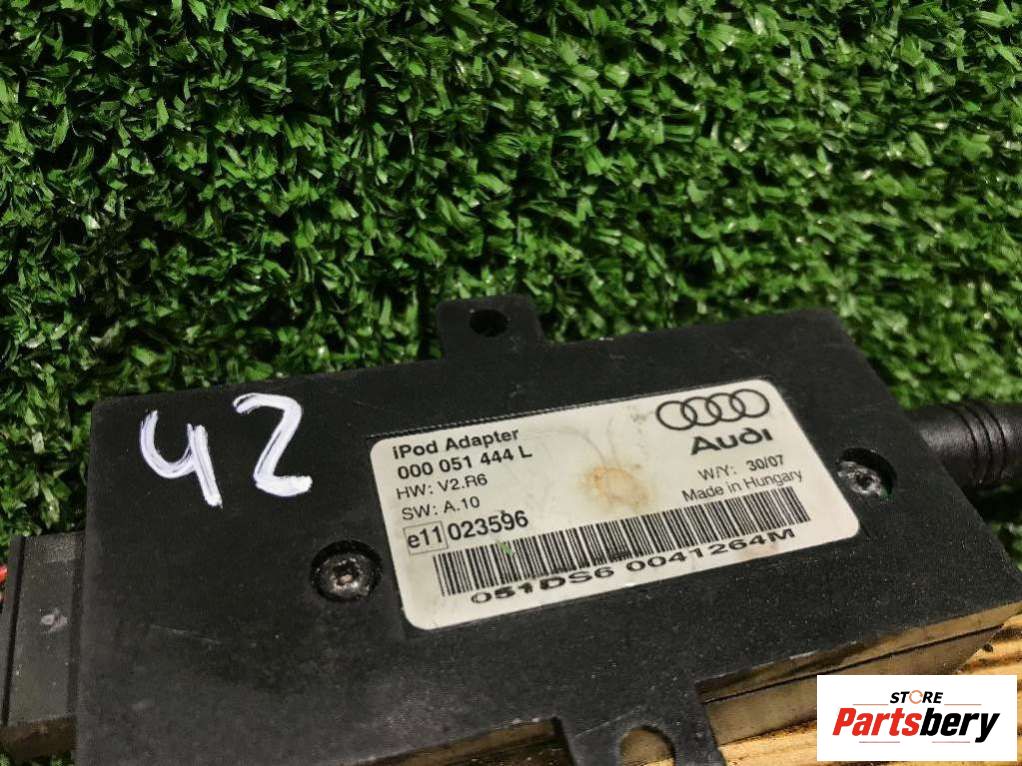 42
iPod Adapter
000 051 444 L
HW: V2.R6
SW: A.10
e11 023596
Audi
W/Y: 30/07
Made in Hungary
051DS6 0041264M
STORE
Partsbery